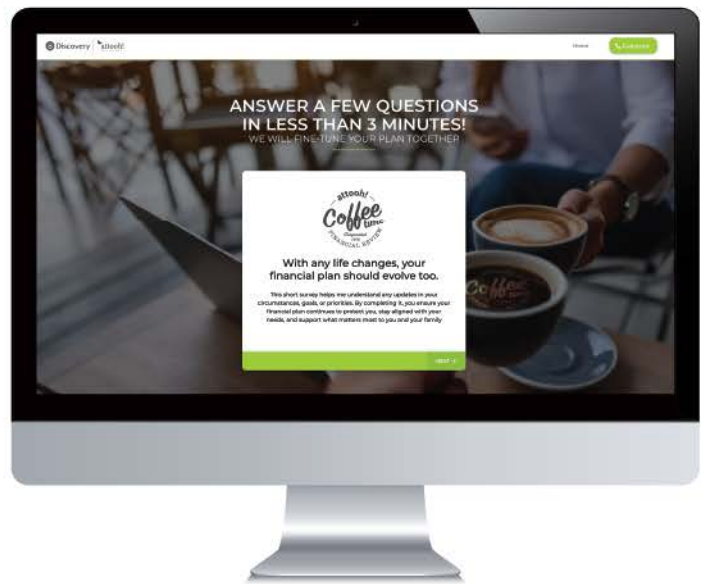 Discovery attooh!
Home
ANSWER A FEW QUESTIONS
IN LESS THAN 3 MINUTES!
WE WILL FINE-TUNE YOUR PLAN TOGETHER
attooh!
Coffee
time
FINANCIAL REVIEW
With any life changes, your
financial plan should evolve too.
This short survey helps me understand any updates in your
circumstances, goals, or priorities. By completing it, you ensure your
financial plan continues to protect you, stay aligned with your
needs, and support what matters most to you and your family
Coffee
NEXT